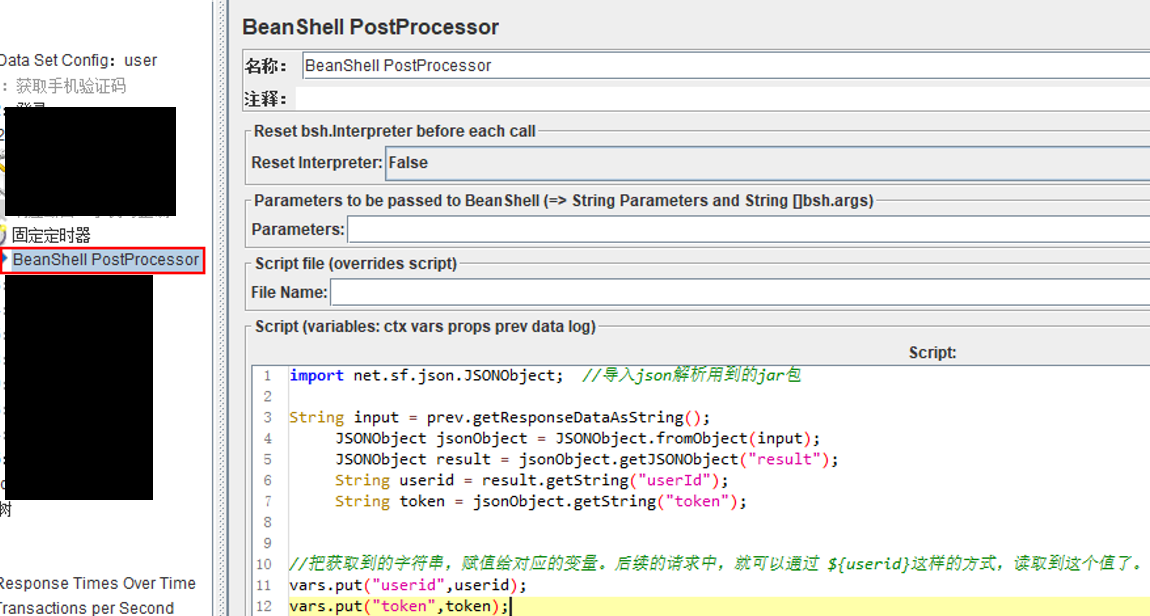 Data Set Config：user
：获取手机验证码
固定定时器
BeanShell PostProcessor
树
Response Times Over Time
Transactions per Second
BeanShell PostProcessor
名称： BeanShell PostProcessor
注释：
Reset bsh.Interpreter before each call
Reset Interpreter: False
Parameters to be passed to BeanShell (=> String Parameters and String []bsh.args)
Parameters:
Script file (overrides script)
File Name:
Script (variables: ctx vars props prev data log)
Script:
1 import net.sf.json.JSONObject; //导入json解析用到的jar包
2
3 String input = prev.getResponseDataAsString();
4 JSONObject jsonObject = JSONObject.fromObject(input);
5 JSONObject result = jsonObject.getJSONObject("result");
6 String userid = result.getString("userId");
7 String token = jsonObject.getString("token");
8
9
10 //把获取到的字符串，赋值给对应的变量。后续的请求中，就可以通过 ${userid}这样的方式，读取到这个值了。
11 vars.put("userid",userid);
12 vars.put("token",token);